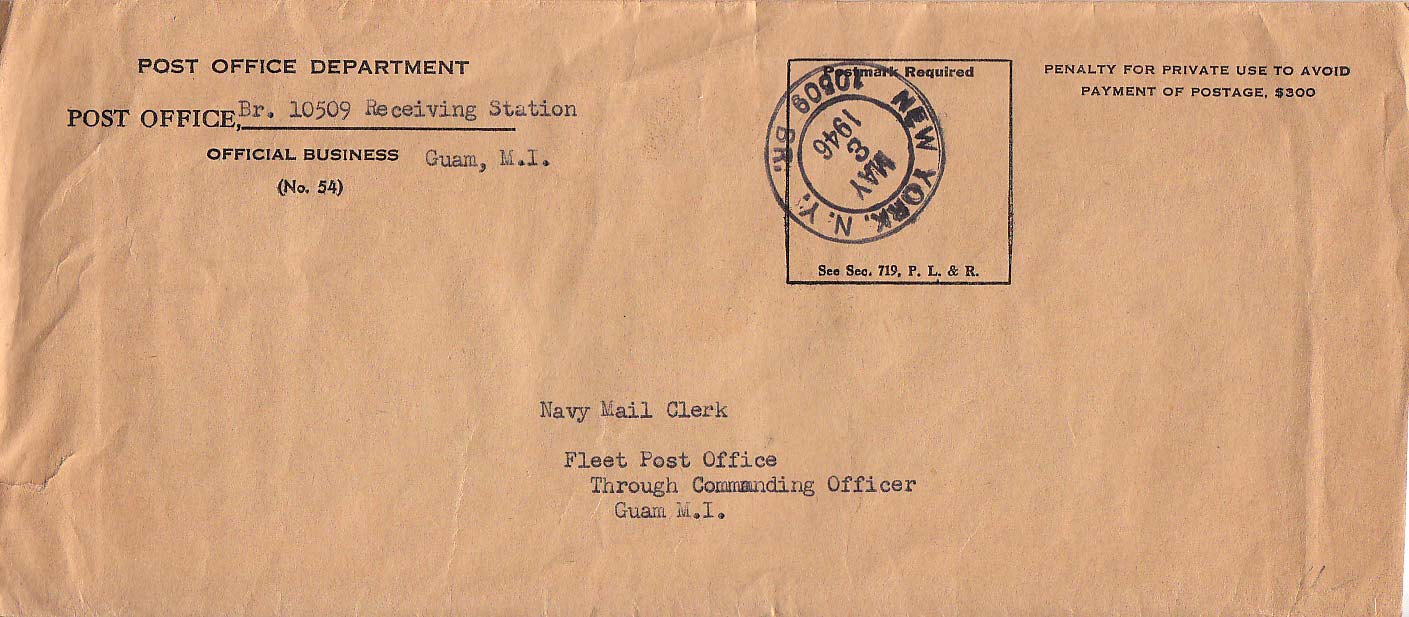 POST OFFICE DEPARTMENT
POST OFFICE, Br. 10509 Receiving Station
OFFICIAL BUSINESS Guam, M.I.
(No. 54)
Postmark Required
NEW YORK, N.Y.
10509 BR.
MAY
3
1946
See Sec. 719, P. L. & R.
PENALTY FOR PRIVATE USE TO AVOID
PAYMENT OF POSTAGE, $300
Navy Mail Clerk
Fleet Post Office
Through Commanding Officer
Guam M.I.